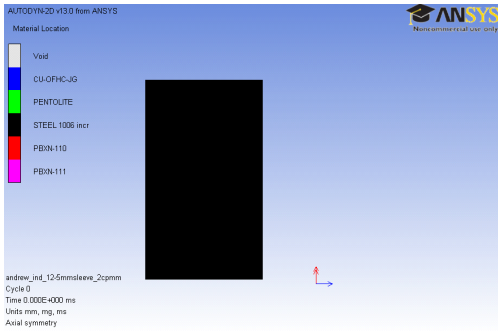 AUTODYN-2D v13.0 from ANSYS
ANSYS
Noncommercial use only
Material Location
Void
CU-OFHC-JG
PENTOLITE
STEEL 1006 incr
PBXN-110
PBXN-111
andrew_ind_12-5mmsleeve_2cpmm
Cycle 0
Time 0.000E+000 ms
Units mm, mg, ms
Axial symmetry